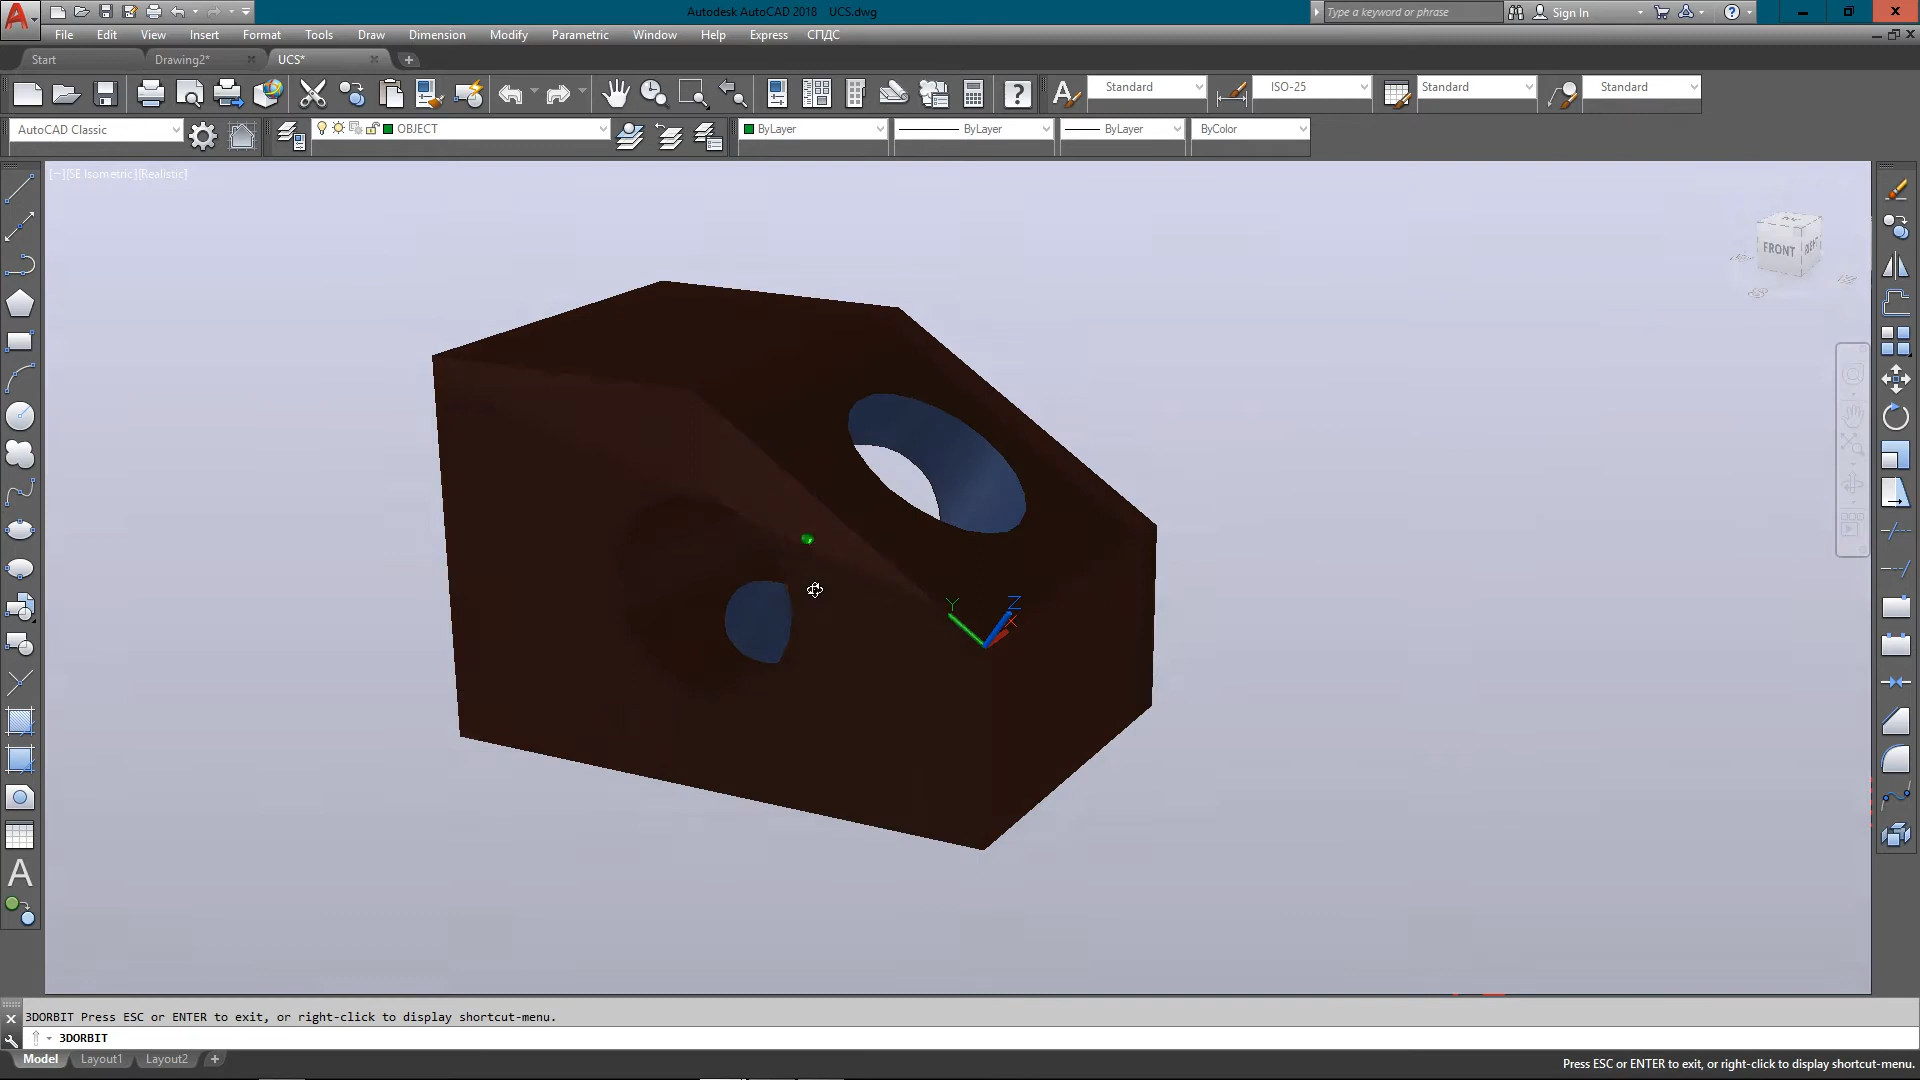 Autodesk AutoCAD 2018 UCS.dwg
Type a keyword or phrase
Sign In
File Edit View Insert Format Tools Draw Dimension Modify Parametric Window Help Express СПДС
Start Drawing2* UCS*
Standard ISO-25 Standard Standard
AutoCAD Classic OBJECT ByLayer ByLayer ByLayer ByColor
[−][SE Isometric][Realistic]
FRONT
S
Y Z
X
3DORBIT Press ESC or ENTER to exit, or right-click to display shortcut-menu.
3DORBIT
Model Layout1 Layout2
Press ESC or ENTER to exit, or right-click to display shortcut-menu.